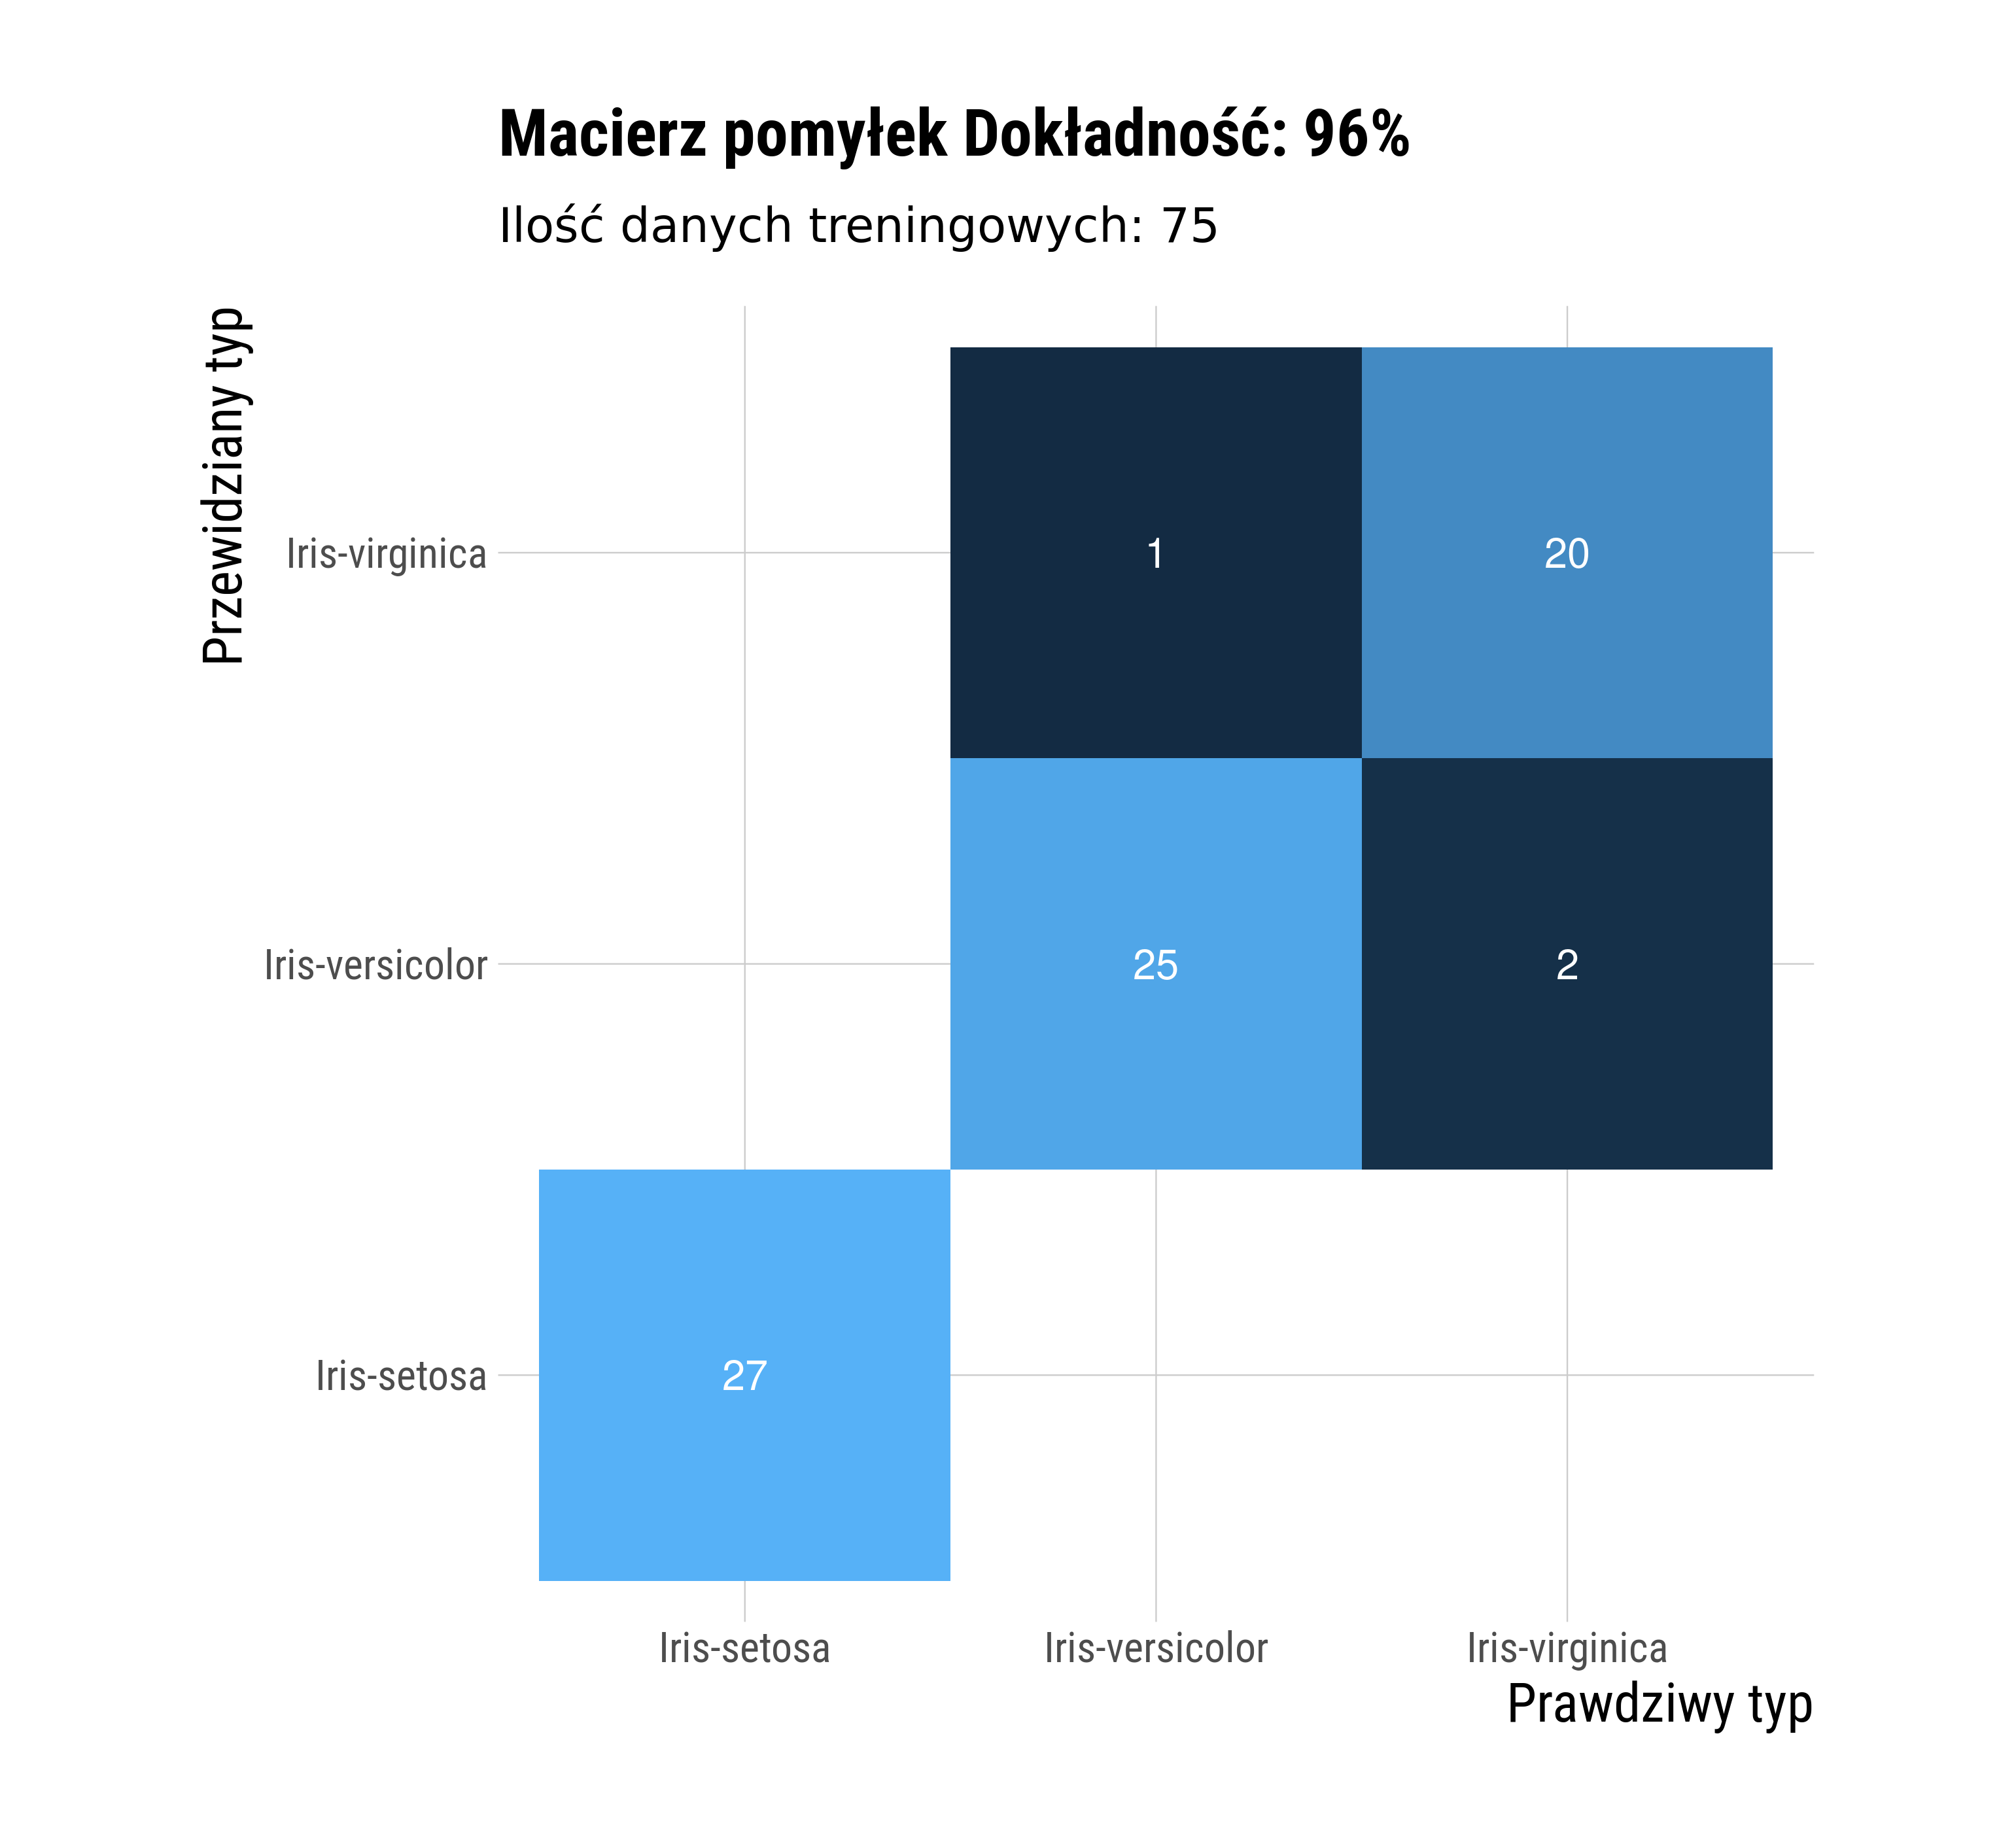 Macierz pomyłek Dokładność: 96%
Ilość danych treningowych: 75
Przewidziany typ
Iris-virginica
1
20
Iris-versicolor
25
2
Iris-setosa
27
Iris-setosa
Iris-versicolor
Iris-virginica
Prawdziwy typ